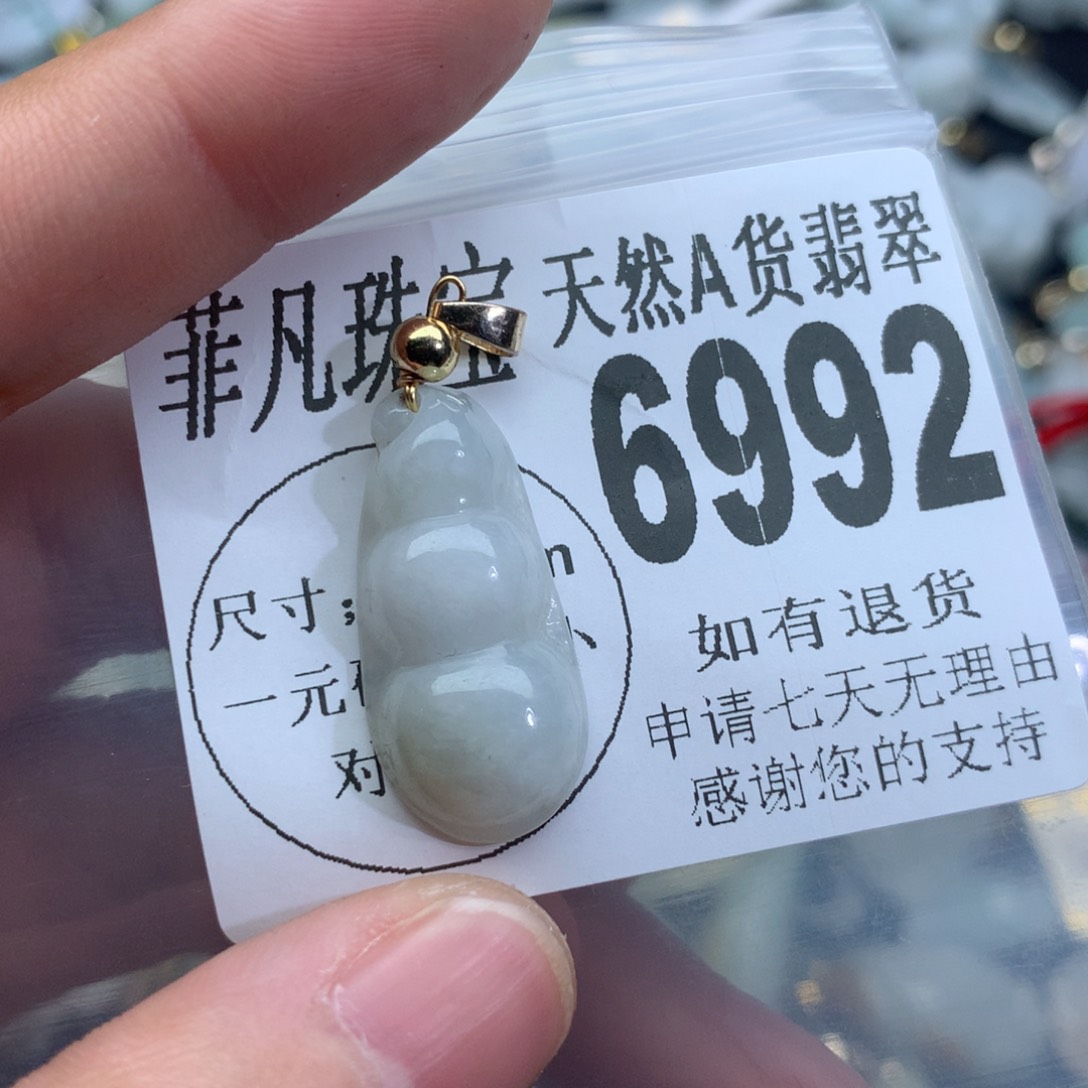 菲凡珠宝
天然A货翡翠
6992
尺寸:
一元
对
如有退货
申请七天无理由
感谢您的支持